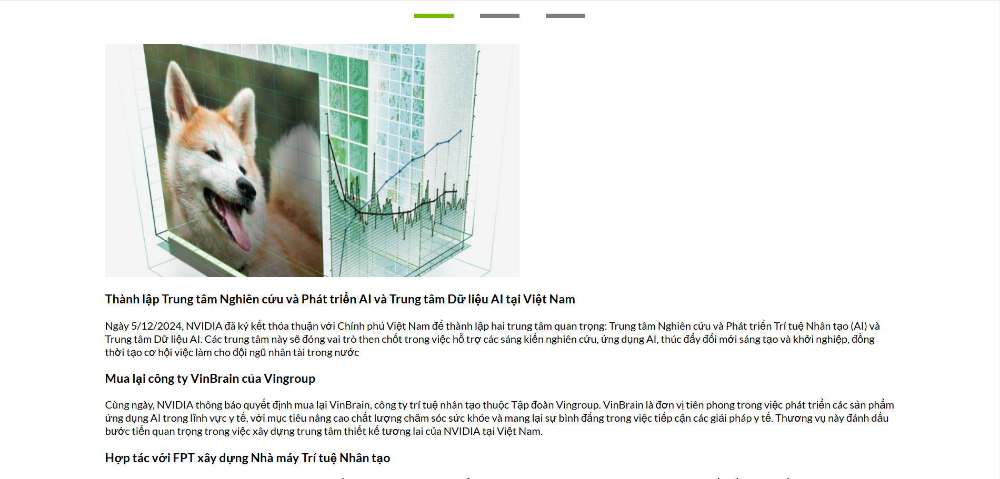 Thành lập Trung tâm Nghiên cứu và Phát triển AI và Trung tâm Dữ liệu AI tại Việt Nam
Ngày 5/12/2024, NVIDIA đã ký kết thỏa thuận với Chính phủ Việt Nam để thành lập hai trung tâm quan trọng: Trung tâm Nghiên cứu và Phát triển Trí tuệ Nhân tạo (AI) và
Trung tâm Dữ liệu AI. Các trung tâm này sẽ đóng vai trò then chốt trong việc hỗ trợ các sáng kiến nghiên cứu, ứng dụng AI, thúc đẩy đổi mới sáng tạo và khởi nghiệp, đồng
thời tạo cơ hội việc làm cho đội ngũ nhân tài trong nước
Mua lại công ty VinBrain của Vingroup
Cùng ngày, NVIDIA thông báo quyết định mua lại VinBrain, công ty trí tuệ nhân tạo thuộc Tập đoàn Vingroup. VinBrain là đơn vị tiên phong trong việc phát triển các sản phẩm
ứng dụng AI trong lĩnh vực y tế, với mục tiêu nâng cao chất lượng chăm sóc sức khỏe và mang lại sự bình đẳng trong việc tiếp cận các giải pháp y tế. Thương vụ này đánh dấu
bước tiến quan trọng trong việc xây dựng trung tâm thiết kế tương lai của NVIDIA tại Việt Nam.
Hợp tác với FPT xây dựng Nhà máy Trí tuệ Nhân tạo